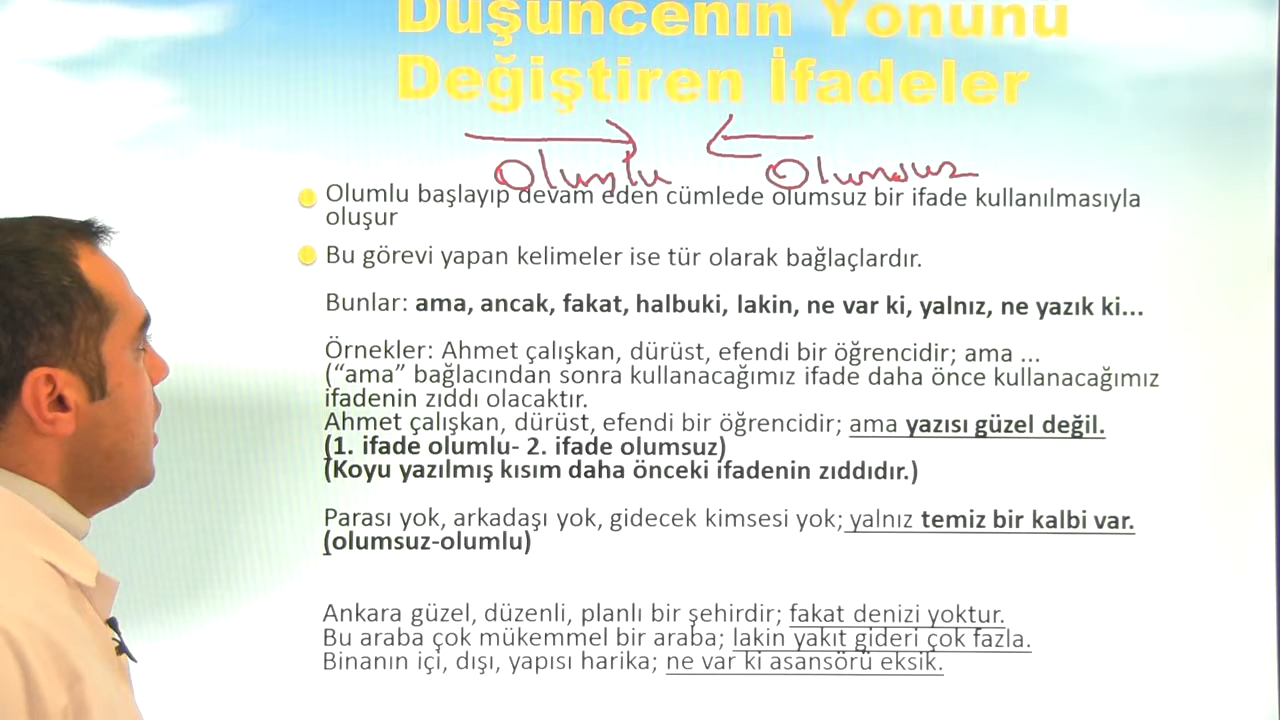 Düşüncenin Yönünü
Değiştiren İfadeler
Olumlu Olumsuz
Olumlu başlayıp devam eden cümlede olumsuz bir ifade kullanılmasıyla
oluşur
Bu görevi yapan kelimeler ise tür olarak bağlaçlardır.
Bunlar: ama, ancak, fakat, halbuki, lakin, ne var ki, yalnız, ne yazık ki...
Örnekler: Ahmet çalışkan, dürüst, efendi bir öğrencidir; ama ...
(“ama” bağlacından sonra kullanacağımız ifade daha önce kullanacağımız
ifadenin zıddı olacaktır.
Ahmet çalışkan, dürüst, efendi bir öğrencidir; ama yazısı güzel değil.
(1. ifade olumlu- 2. ifade olumsuz)
(Koyu yazılmış kısım daha önceki ifadenin zıddıdır.)
Parası yok, arkadaşı yok, gidecek kimsesi yok; yalnız temiz bir kalbi var.
(olumsuz-olumlu)
Ankara güzel, düzenli, planlı bir şehirdir; fakat denizi yoktur.
Bu araba çok mükemmel bir araba; lakin yakıt gideri çok fazla.
Binanın içi, dışı, yapısı harika; ne var ki asansörü eksik.